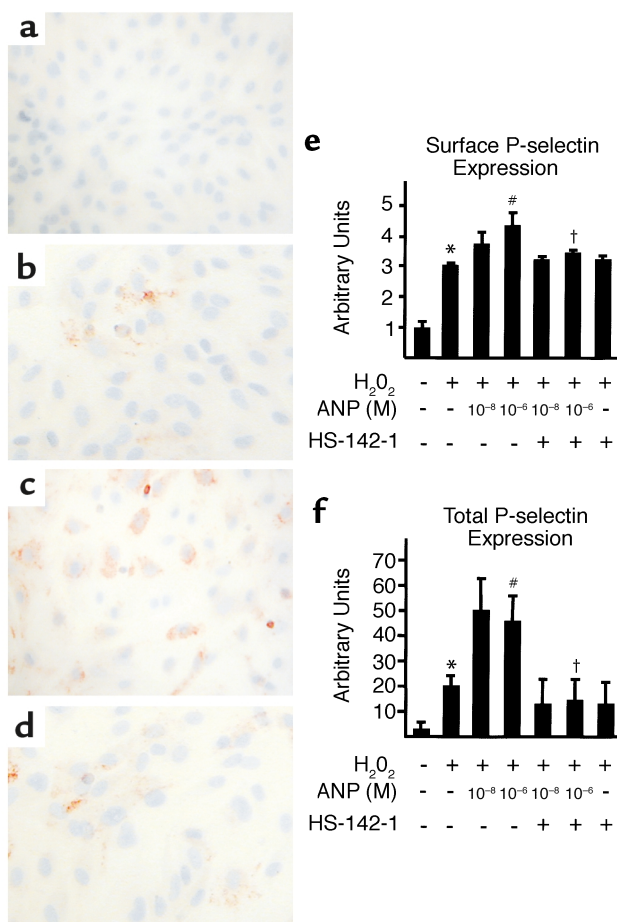 a
b
c
d
e
Surface P-selectin
Expression
Arbitrary Units
5
4
3
2
1
*
#
†
H₂0₂ - + + + + + +
ANP (M) - - 10⁻⁸ 10⁻⁶ 10⁻⁸ 10⁻⁶ -
HS-142-1 - - - - + + +
f
Total P-selectin
Expression
Arbitrary Units
70
60
50
40
30
20
10
*
#
†
H₂0₂ - + + + + + +
ANP (M) - - 10⁻⁸ 10⁻⁶ 10⁻⁸ 10⁻⁶ -
HS-142-1 - - - - + + +